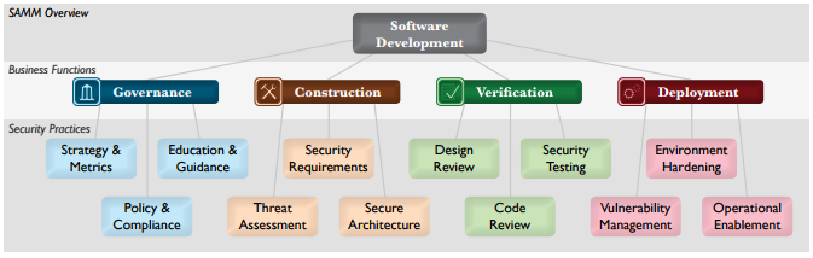 SAMM Overview
Software
Development
Business Functions
Governance
Construction
Verification
Deployment
Security Practices
Strategy &
Metrics
Education &
Guidance
Security
Requirements
Design
Review
Security
Testing
Environment
Hardening
Policy &
Compliance
Threat
Assessment
Secure
Architecture
Code
Review
Vulnerability
Management
Operational
Enablement